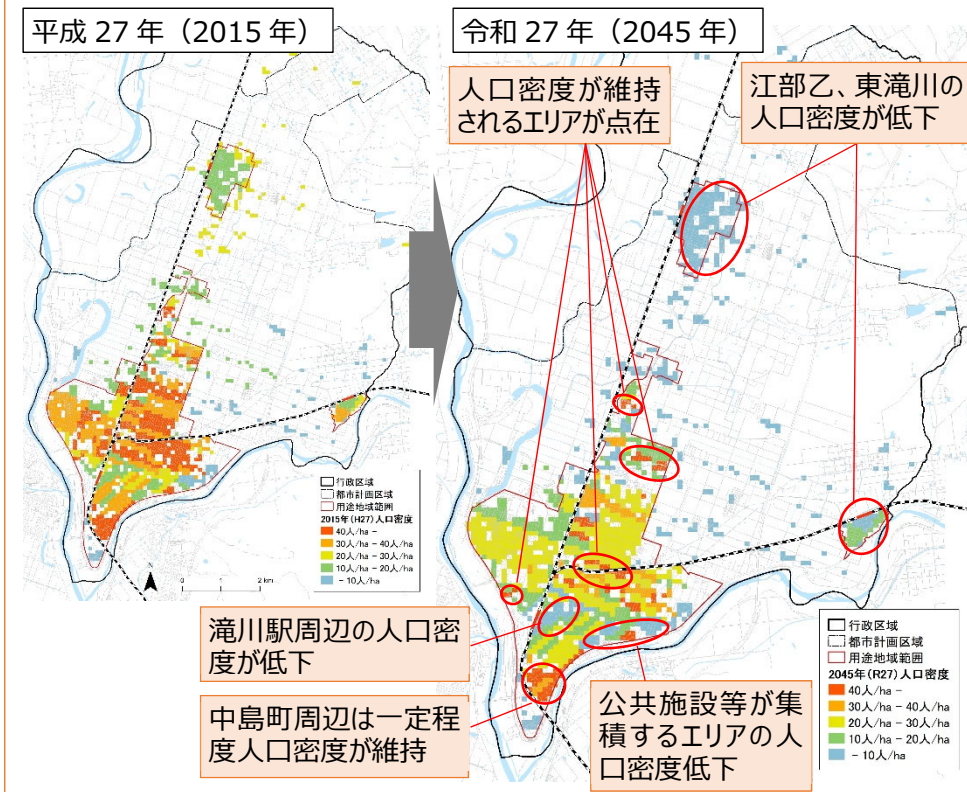 平成 27 年（2015 年）
令和 27 年（2045 年）
人口密度が維持
されるエリアが点在
江部乙、東滝川の
人口密度が低下
行政区域
都市計画区域
用途地域範囲
2015年(H27)人口密度
40人/ha -
30人/ha - 40人/ha
20人/ha - 30人/ha
10人/ha - 20人/ha
- 10人/ha
N
0 1 2 km
滝川駅周辺の人口密
度が低下
中島町周辺は一定程
度人口密度が維持
公共施設等が集
積するエリアの人
口密度低下
行政区域
都市計画区域
用途地域範囲
2045年(R27)人口密度
40人/ha -
30人/ha - 40人/ha
20人/ha - 30人/ha
10人/ha - 20人/ha
- 10人/ha